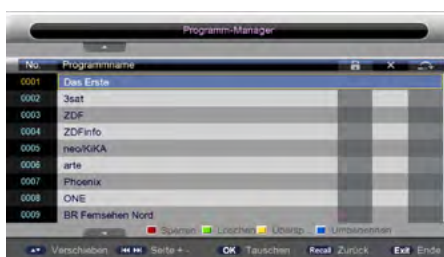 Programm-Manager
No. Programmname
0001 Das Erste
0002 3sat
0003 ZDF
0004 ZDFinfo
0005 neo/KiKA
0006 arte
0007 Phoenix
0008 ONE
0009 BR Fernsehen Nord
Sperren Löschen Übersp. Umbenennen
Verschieben Seite +- OK Tauschen Recall Zurück Exit Ende